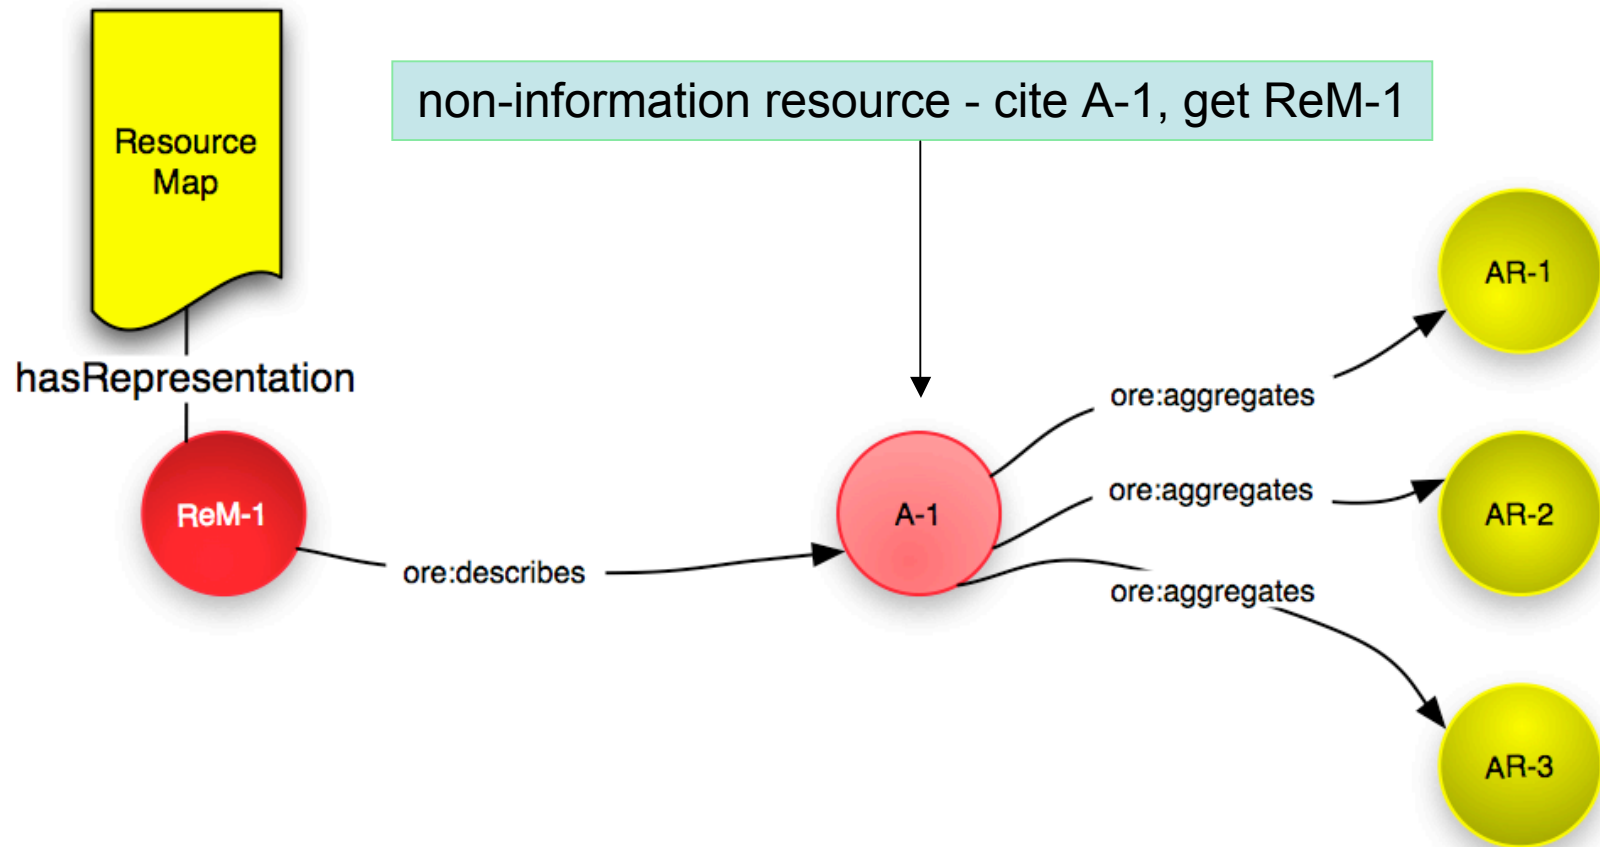 Resource
Map
non-information resource - cite A-1, get ReM-1
hasRepresentation
AR-1
ore:aggregates
ore:aggregates
ReM-1
A-1
AR-2
ore:describes
ore:aggregates
AR-3